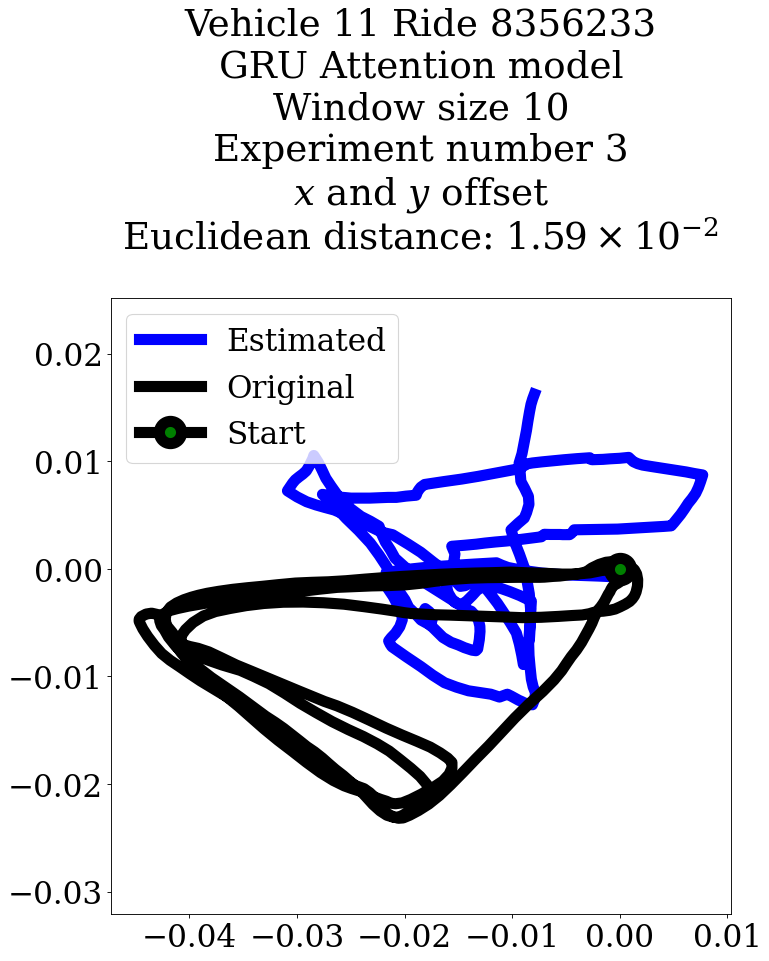 Vehicle 11 Ride 8356233
GRU Attention model
Window size 10
Experiment number 3
x and y offset
Euclidean distance: 1.59 × 10⁻²
Estimated
Original
Start
0.02
0.01
0.00
−0.01
−0.02
−0.03
−0.04 −0.03 −0.02 −0.01 0.00 0.01